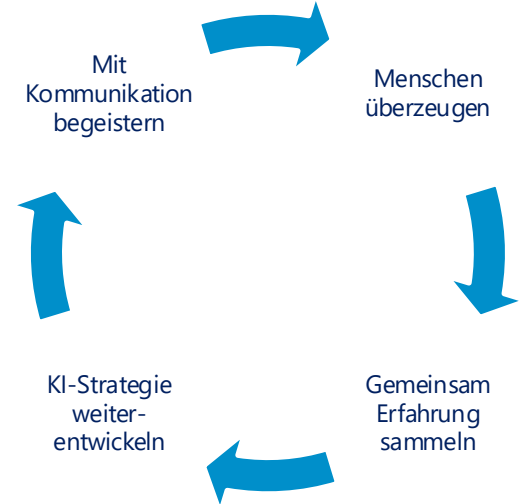 Mit
Kommunikation
begeistern
Menschen
überzeugen
Gemeinsam
Erfahrung
sammeln
KI-Strategie
weiter-
entwickeln